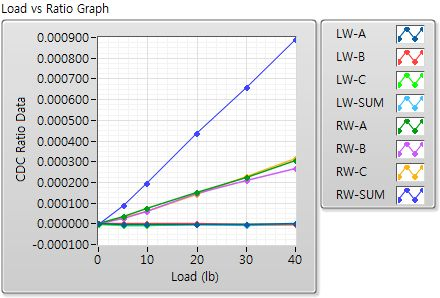 Load vs Ratio Graph
CDC Ratio Data
0.000900
0.000800
0.000700
0.000600
0.000500
0.000400
0.000300
0.000200
0.000100
0.000000
-0.000100
0
10
20
30
40
Load (lb)
LW-A
LW-B
LW-C
LW-SUM
RW-A
RW-B
RW-C
RW-SUM